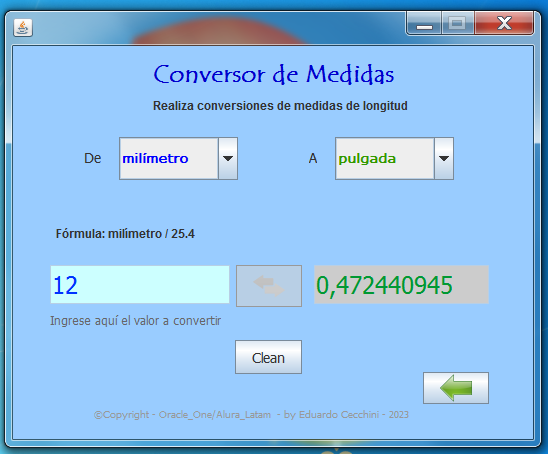 Conversor de Medidas
Realiza conversiones de medidas de longitud
De milímetro A pulgada
Fórmula: milímetro / 25.4
12 0,472440945
Ingrese aquí el valor a convertir
Clean
©Copyright - Oracle_One/Alura_Latam - by Eduardo Cecchini - 2023